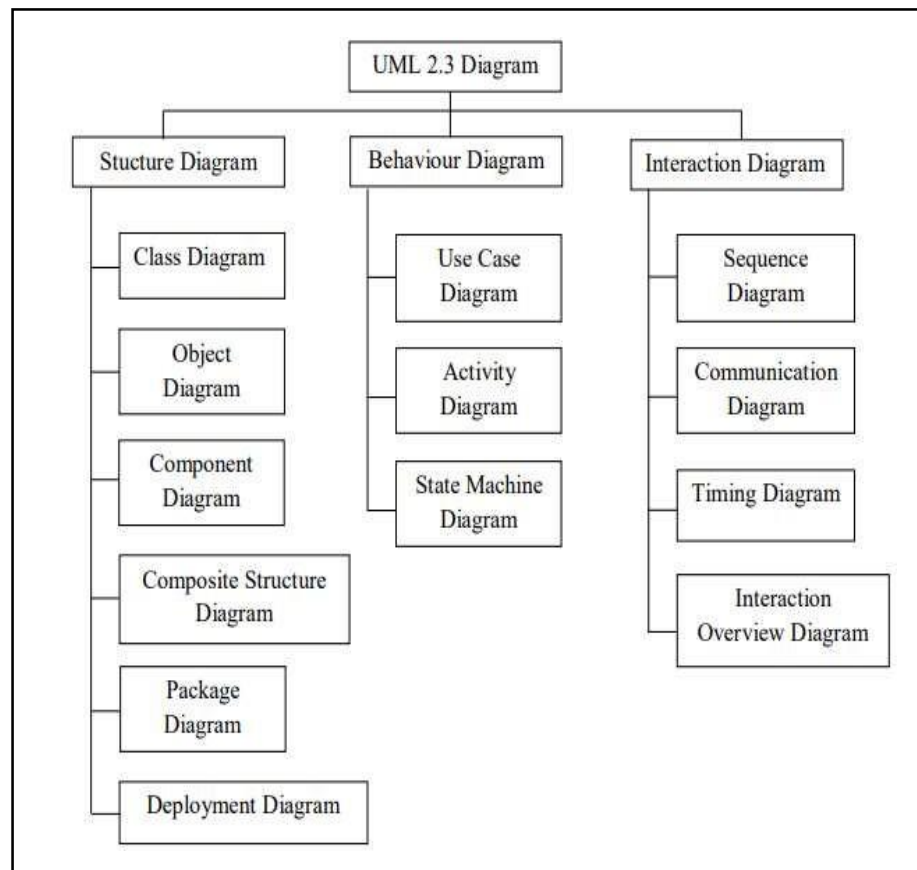 UML 2.3 Diagram
Stucture Diagram
Class Diagram
Object
Diagram
Component
Diagram
Composite Structure
Diagram
Package
Diagram
Deployment Diagram
Behaviour Diagram
Use Case
Diagram
Activity
Diagram
State Machine
Diagram
Interaction Diagram
Sequence
Diagram
Communication
Diagram
Timing Diagram
Interaction
Overview Diagram